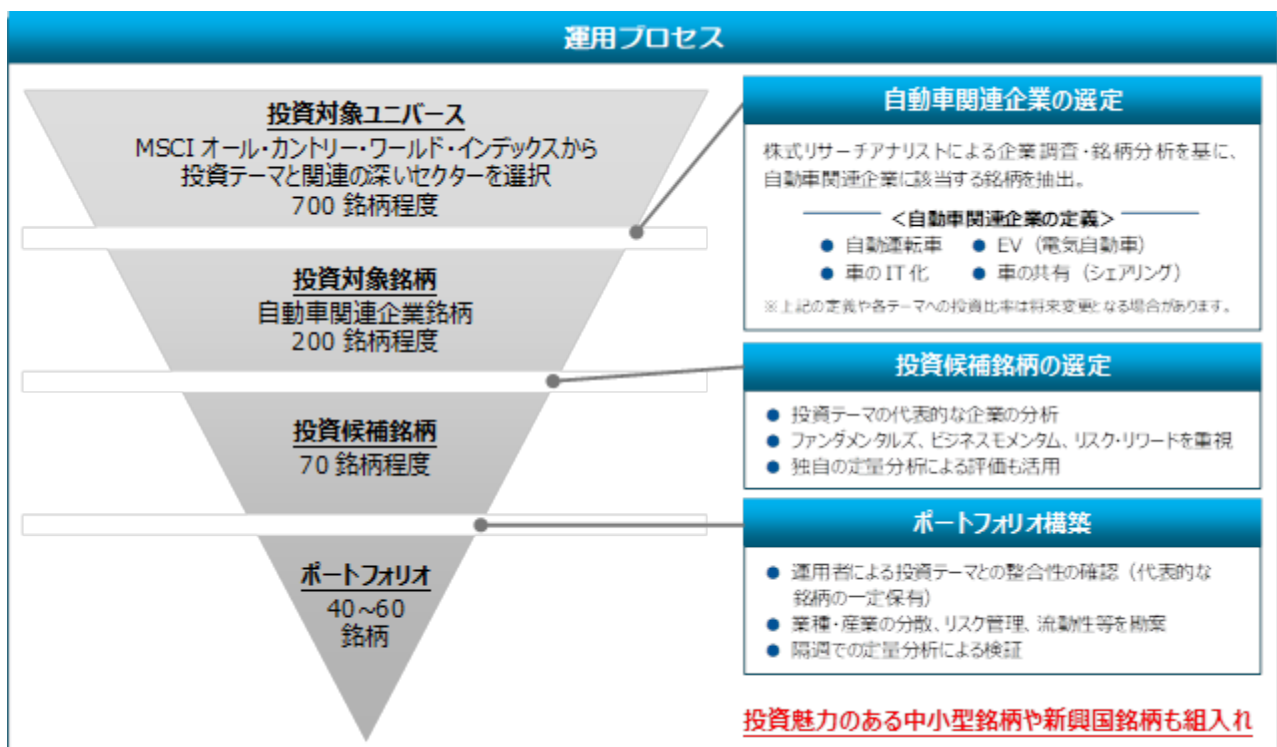 運用プロセス
投資対象ユニバース
MSCI オール・カントリー・ワールド・インデックスから
投資テーマと関連の深いセクターを選択
700 銘柄程度
投資対象銘柄
自動車関連企業銘柄
200 銘柄程度
投資候補銘柄
70 銘柄程度
ポートフォリオ
40~60
銘柄
自動車関連企業の選定
株式リサーチアナリストによる企業調査・銘柄分析を基に、
自動車関連企業に該当する銘柄を抽出。
<自動車関連企業の定義>
● 自動運転車 ● EV（電気自動車）
● 車のIT化 ● 車の共有（シェアリング）
※上記の定義や各テーマへの投資比率は将来変更となる場合があります。
投資候補銘柄の選定
● 投資テーマの代表的な企業の分析
● ファンダメンタルズ、ビジネスモメンタム、リスク・リワードを重視
● 独自の定量分析による評価も活用
ポートフォリオ構築
● 運用者による投資テーマとの整合性の確認（代表的な
銘柄の一定保有）
● 業種・産業の分散、リスク管理、流動性等を勘案
● 隔週での定量分析による検証
投資魅力のある中小型銘柄や新興国銘柄も組入れ